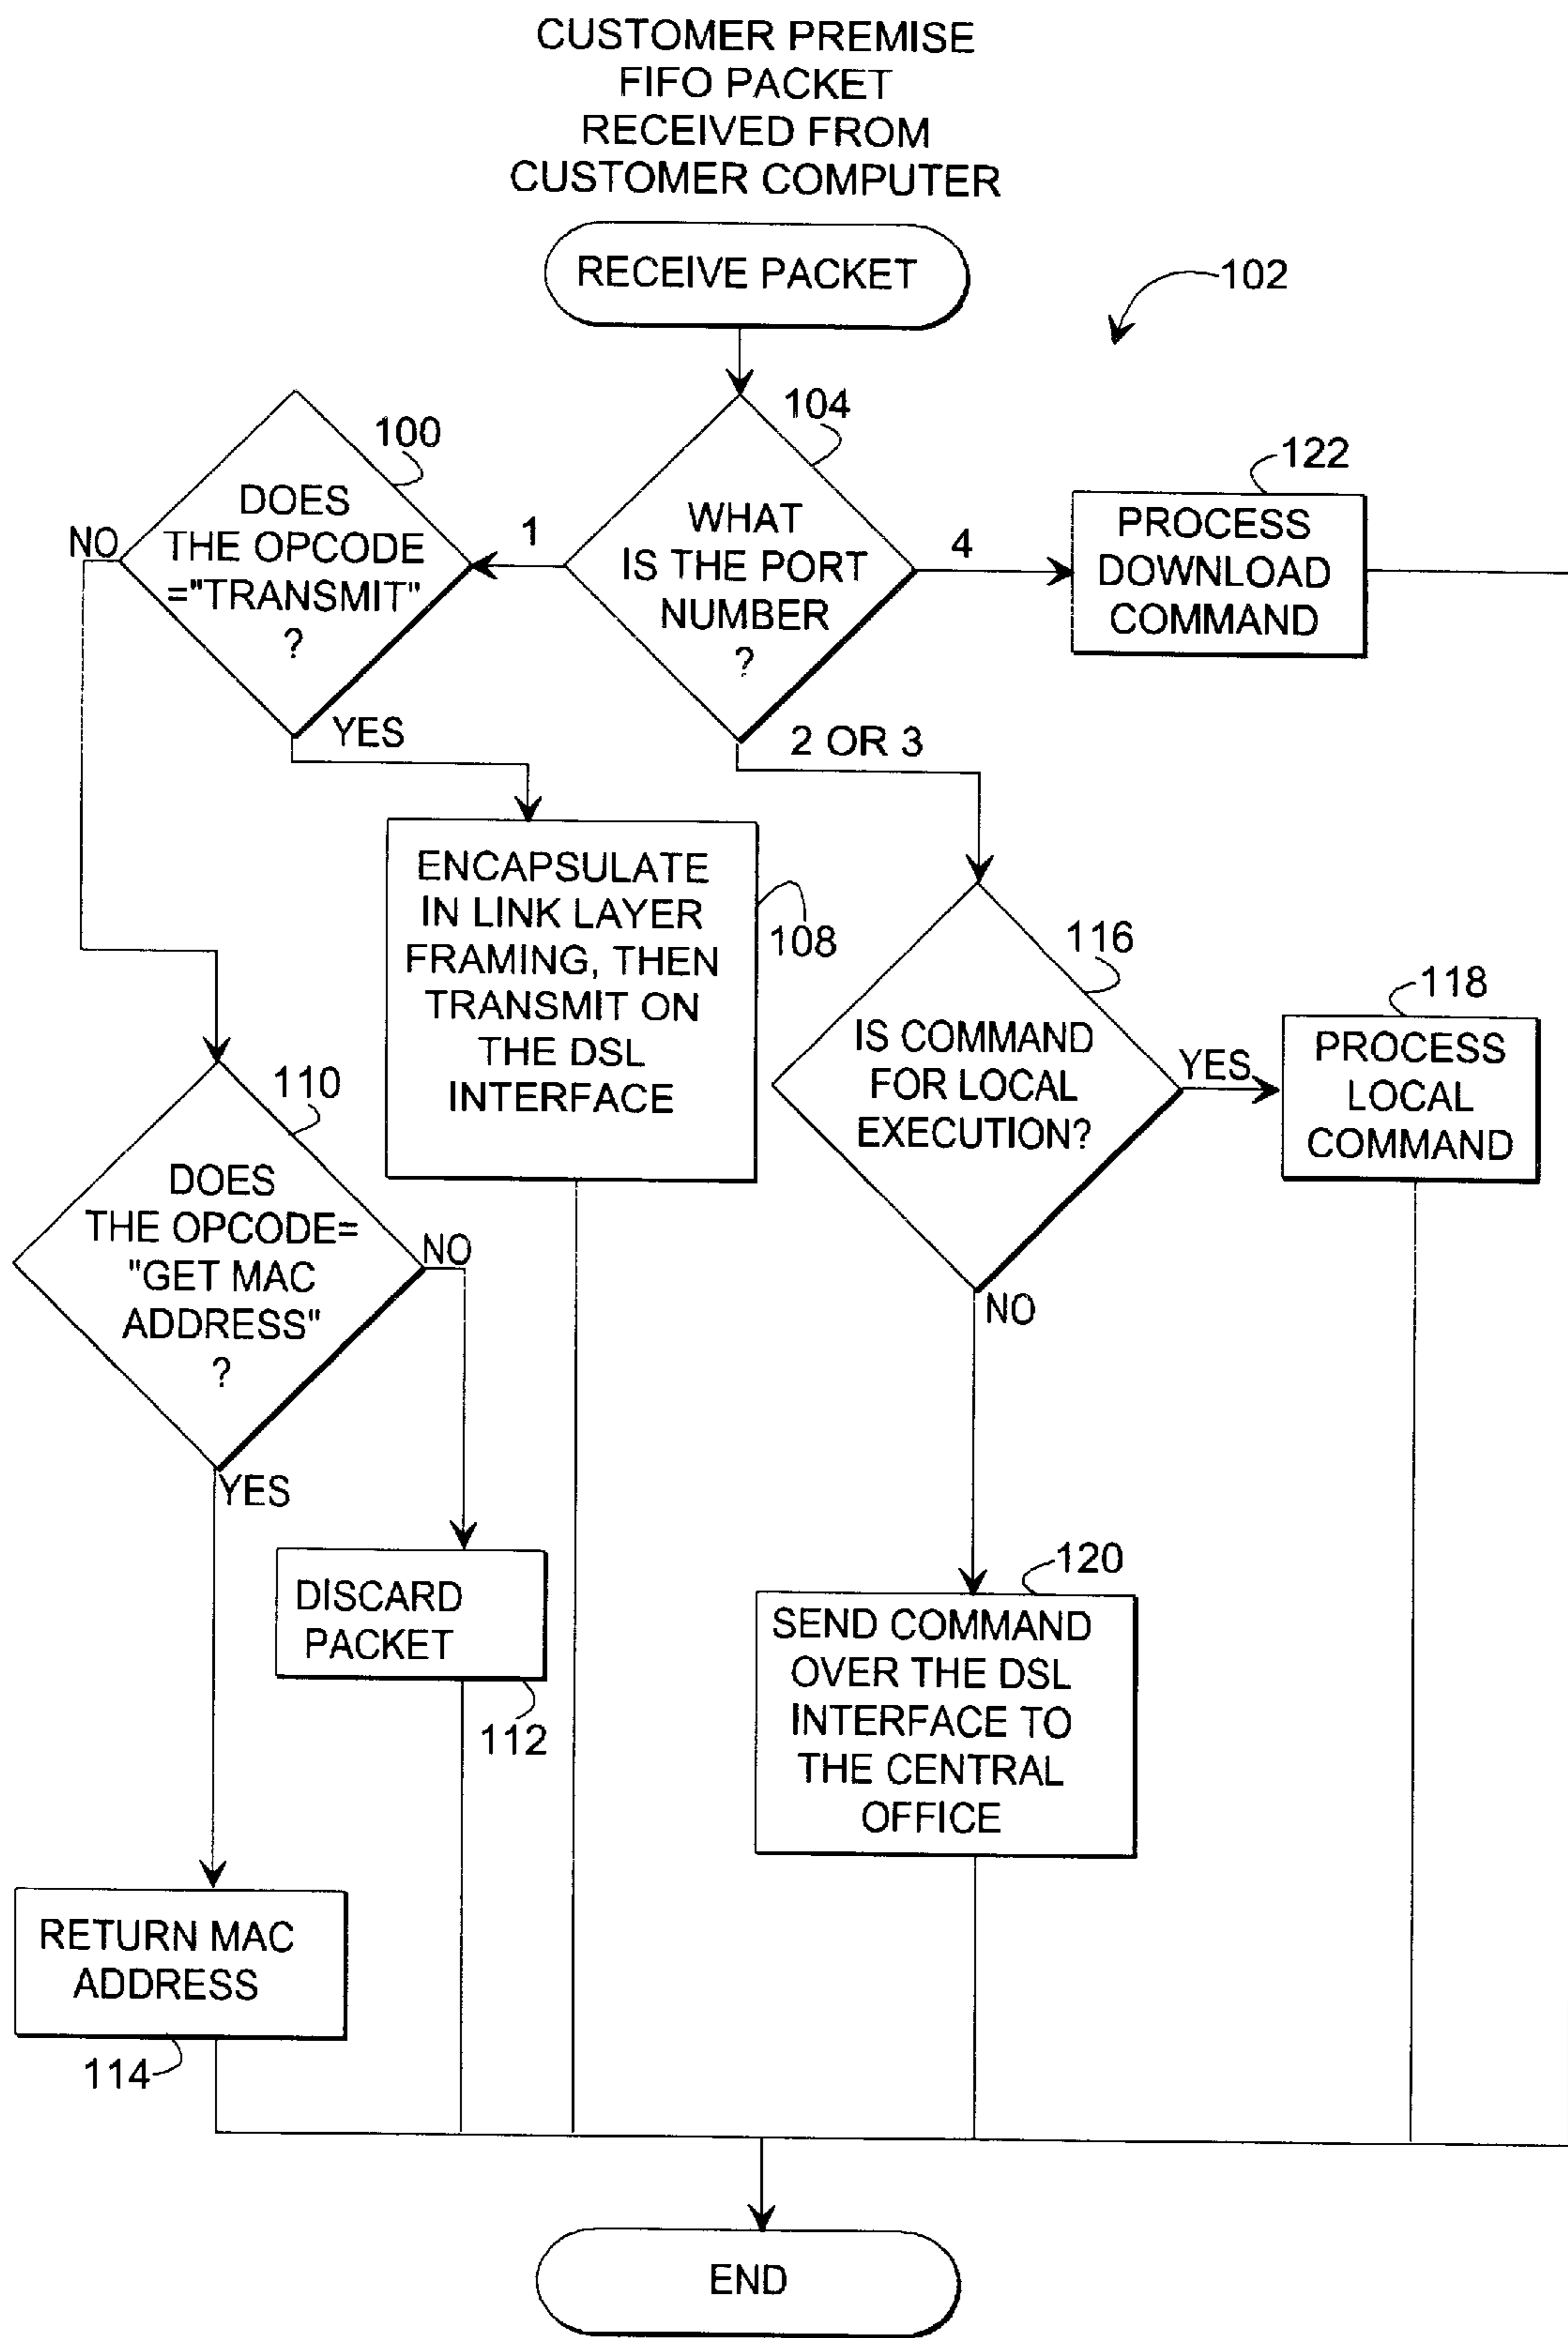 CUSTOMER PREMISE
FIFO PACKET
RECEIVED FROM
CUSTOMER COMPUTER
RECEIVE PACKET
102
104
100
122
DOES
THE OPCODE
="TRANSMIT"
?
NO
1
WHAT
IS THE PORT
NUMBER
?
4
PROCESS
DOWNLOAD
COMMAND
YES
2 OR 3
ENCAPSULATE
IN LINK LAYER
FRAMING, THEN
TRANSMIT ON
THE DSL
INTERFACE
108
116
118
IS COMMAND
FOR LOCAL
EXECUTION?
YES
PROCESS
LOCAL
COMMAND
110
DOES
THE OPCODE=
"GET MAC
ADDRESS"
?
NO
NO
YES
DISCARD
PACKET
112
120
SEND COMMAND
OVER THE DSL
INTERFACE TO
THE CENTRAL
OFFICE
RETURN MAC
ADDRESS
114
END